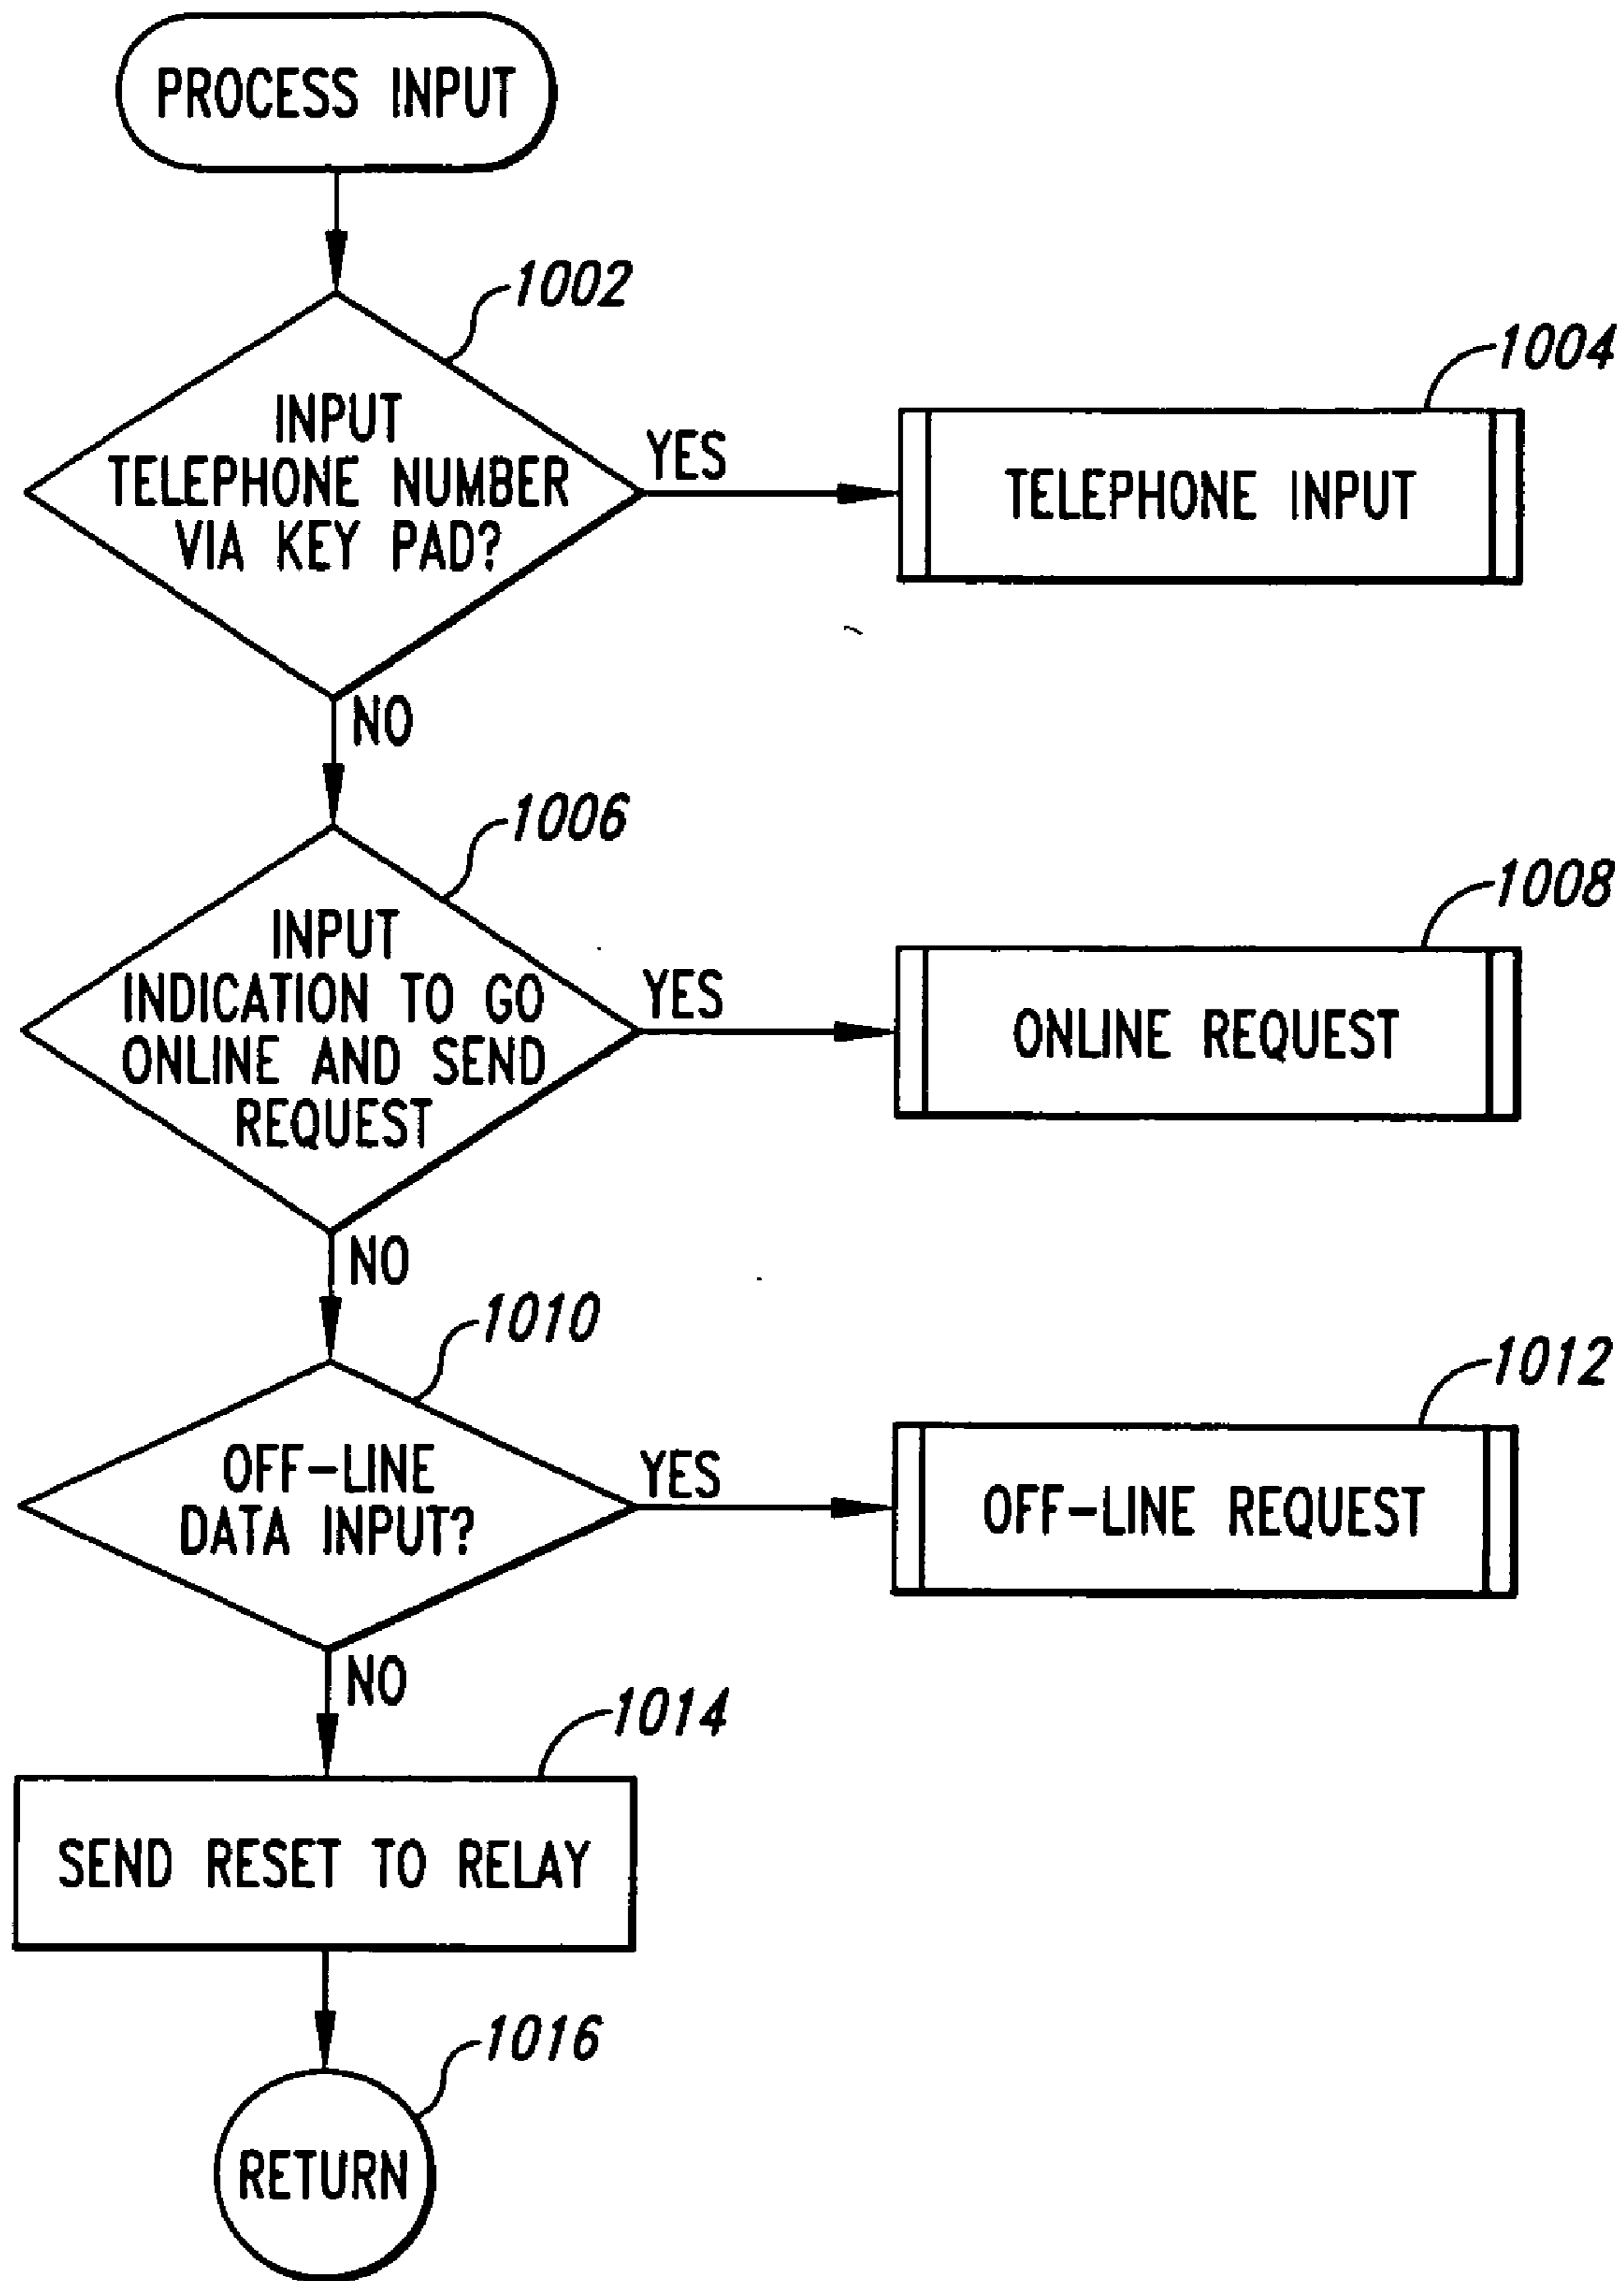 PROCESS INPUT
1002
INPUT
TELEPHONE NUMBER
VIA KEY PAD?
YES
1004
TELEPHONE INPUT
NO
1006
INPUT
INDICATION TO GO
ONLINE AND SEND
REQUEST
YES
1008
ONLINE REQUEST
NO
1010
OFF-LINE
DATA INPUT?
YES
1012
OFF-LINE REQUEST
NO
1014
SEND RESET TO RELAY
1016
RETURN